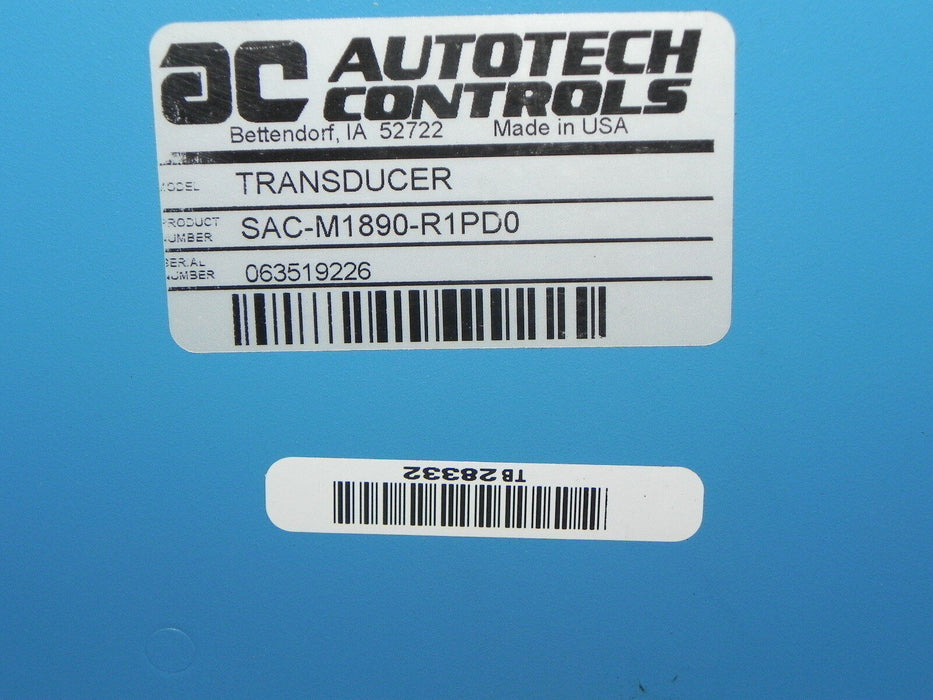 AC AUTOTECH
CONTROLS
Bettendorf, IA 52722 Made in USA
MODEL TRANSDUCER
PRODUCT
NUMBER SAC-M1890-R1PD0
SERIAL
NUMBER 063519226
TB28332